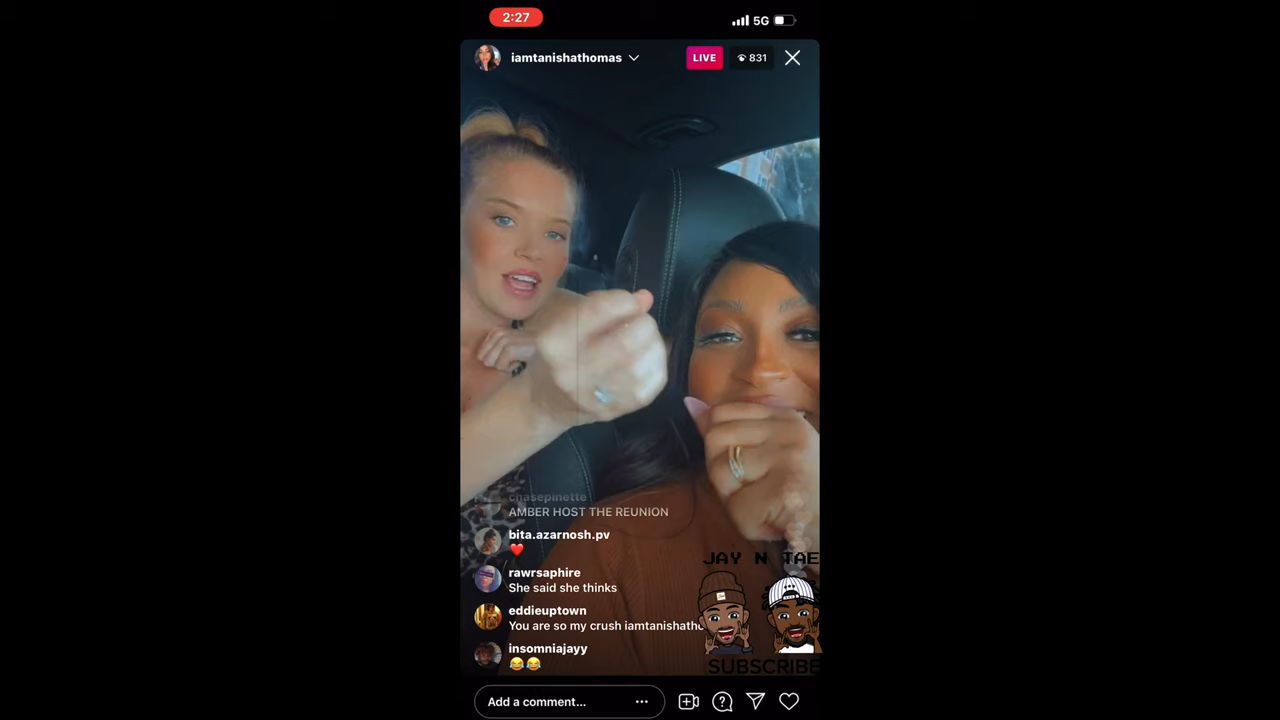 2:27
5G
iamtanishathomas
LIVE
831
chasepinette
AMBER HOST THE REUNION
bita.azarnosh.pv
rawrsaphire
She said she thinks
eddieuptown
You are so my crush iamtanishatho
insomniajayy
JAY N TAE
SUBSCRIBE
Add a comment...